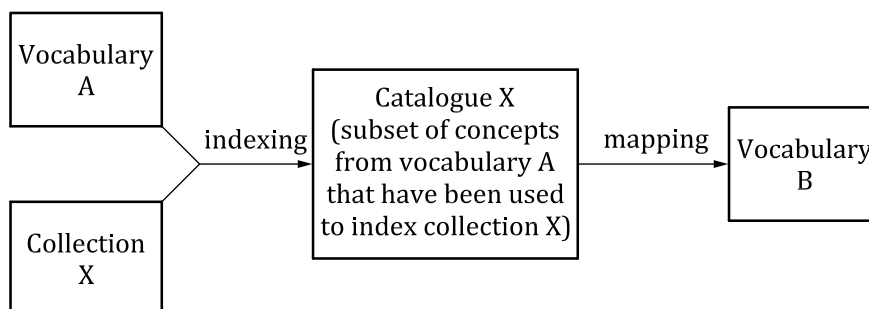 Vocabulary
A
indexing
Collection
X
Catalogue X
(subset of concepts
from vocabulary A
that have been used
to index collection X)
mapping
Vocabulary
B